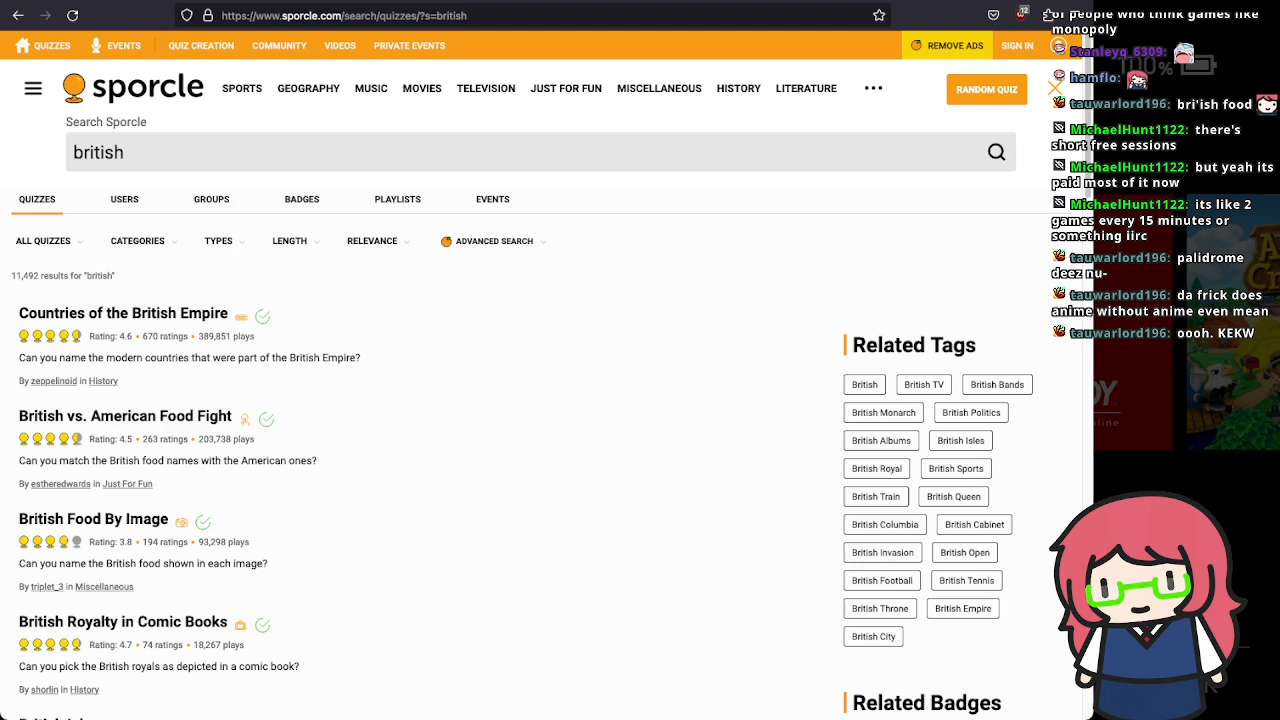 https://www.sporcle.com/search/quizzes/?s=british
12
QUIZZES
EVENTS
QUIZ CREATION
COMMUNITY
VIDEOS
PRIVATE EVENTS
REMOVE ADS
SIGN IN
sporcle
SPORTS
GEOGRAPHY
MUSIC
MOVIES
TELEVISION
JUST FOR FUN
MISCELLANEOUS
HISTORY
LITERATURE
•••
RANDOM QUIZ
Search Sporcle
british
QUIZZES
USERS
GROUPS
BADGES
PLAYLISTS
EVENTS
ALL QUIZZES
CATEGORIES
TYPES
LENGTH
RELEVANCE
ADVANCED SEARCH
11,492 results for "british"
Countries of the British Empire
Rating: 4.6 • 670 ratings • 389,851 plays
Can you name the modern countries that were part of the British Empire?
By zeppelinoid in History
British vs. American Food Fight
Rating: 4.5 • 263 ratings • 203,738 plays
Can you match the British food names with the American ones?
By estheredwards in Just For Fun
British Food By Image
Rating: 3.8 • 194 ratings • 93,298 plays
Can you name the British food shown in each image?
By triplet_3 in Miscellaneous
British Royalty in Comic Books
Rating: 4.7 • 74 ratings • 18,267 plays
Can you pick the British royals as depicted in a comic book?
By shorlin in History
Related Tags
British
British TV
British Bands
British Monarch
British Politics
British Albums
British Isles
British Royal
British Sports
British Train
British Queen
British Columbia
British Cabinet
British Invasion
British Open
British Football
British Tennis
British Throne
British Empire
British City
Related Badges
of people who think games like
monopoly
Stanleyq_6309:
100%
hamflo:
tauwarlord196: bri'ish food
MichaelHunt1122: there's
short free sessions
MichaelHunt1122: but yeah its
paid most of it now
MichaelHunt1122: its like 2
games every 15 minutes or
something iirc
tauwarlord196: palidrome
deez nu-
tauwarlord196: da frick does
anime without anime even mean
tauwarlord196: oooh. KEKW